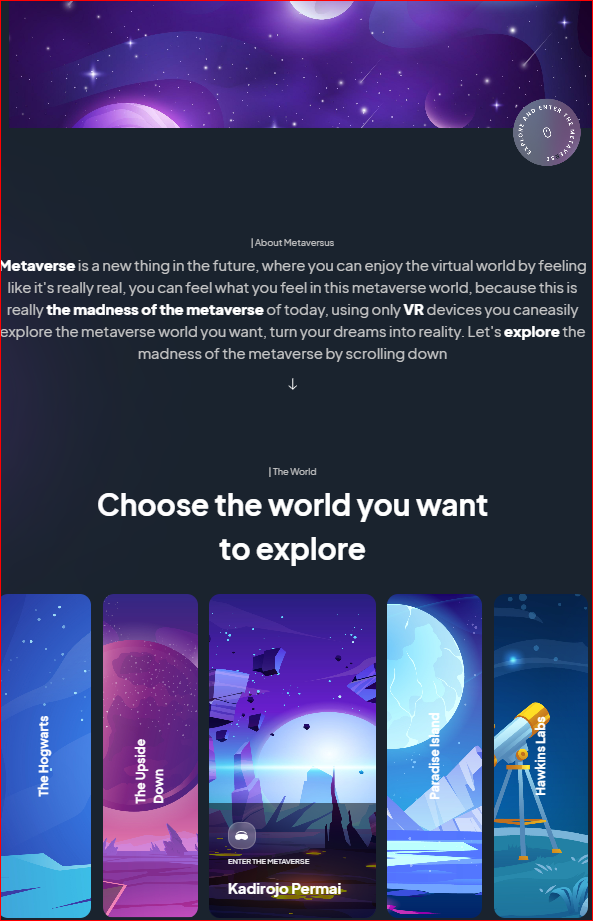 EXPLORE AND ENTER THE METAVERSE
| About Metaversus
Metaverse is a new thing in the future, where you can enjoy the virtual world by feeling
like it's really real, you can feel what you feel in this metaverse world, because this is
really the madness of the metaverse of today, using only VR devices you caneasily
explore the metaverse world you want, turn your dreams into reality. Let's explore the
madness of the metaverse by scrolling down
↓
| The World
Choose the world you want
to explore
The Hogwarts
The Upside
Down
ENTER THE METAVERSE
Kadirojo Permai
Paradise Island
Hawkins Labs